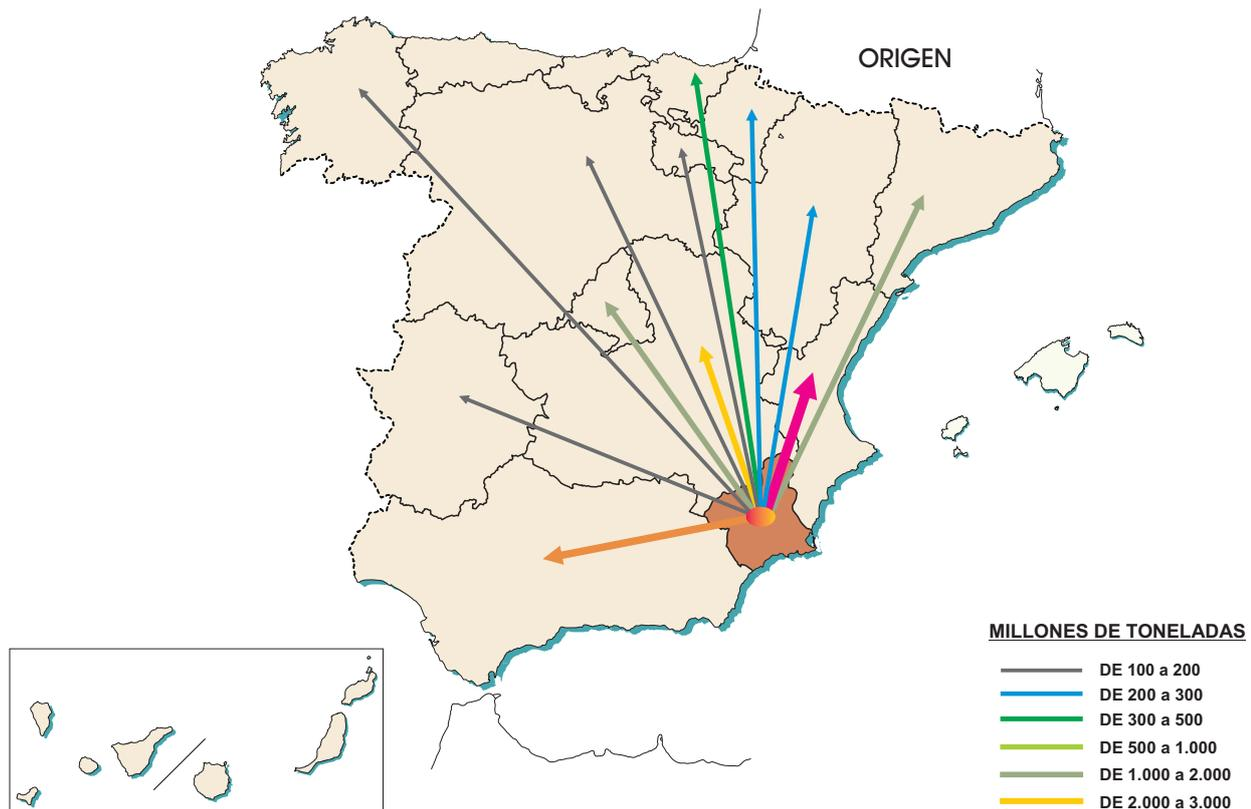 ORIGEN
MILLONES DE TONELADAS
DE 100 a 200
DE 200 a 300
DE 300 a 500
DE 500 a 1.000
DE 1.000 a 2.000
DE 2.000 a 3.000